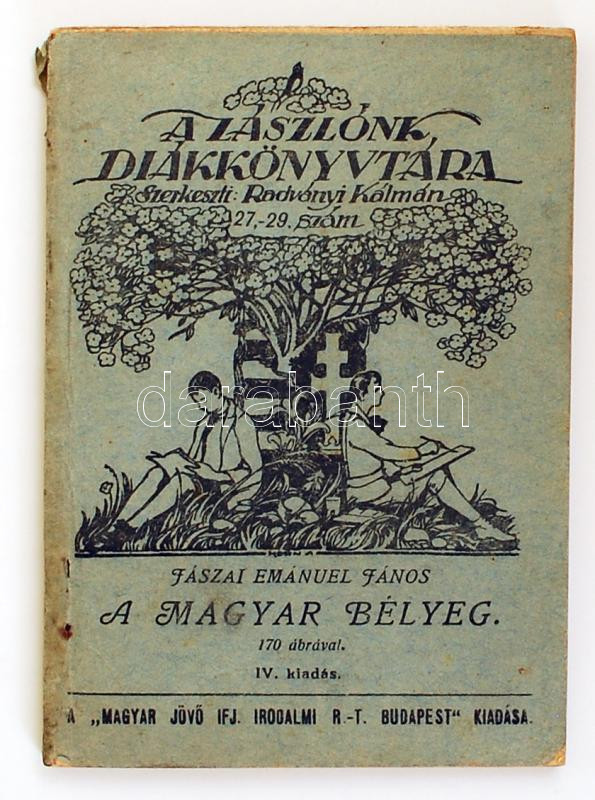 A ZÁSZLÓNK
DIÁKKÖNYVTÁRA
Szerkeszti: Radványi Kálmán
27.-29. szám
darabanth
JÁSZAI EMÁNUEL JÁNOS
A MAGYAR BÉLYEG.
170 ábrával.
IV. kiadás.
A „MAGYAR JÖVŐ IFJ. IRODALMI R.-T. BUDAPEST" KIADÁSA.